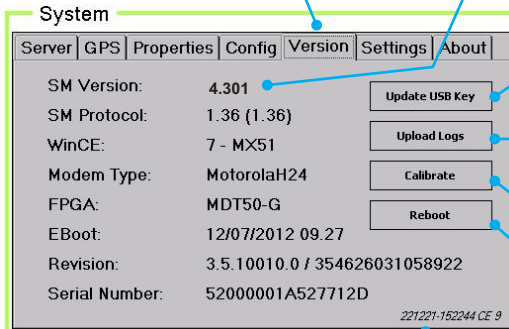 System
Server GPS Properties Config Version Settings About
SM Version: 4.301 Update USB Key
SM Protocol: 1.36 (1.36)
Upload Logs
WinCE: 7 - MX51
Modem Type: MotorolaH24 Calibrate
FPGA: MDT50-G
Reboot
EBoot: 12/07/2012 09.27
Revision: 3.5.10010.0 / 354626031058922
Serial Number: 52000001A527712D
221221-152244 CE 9